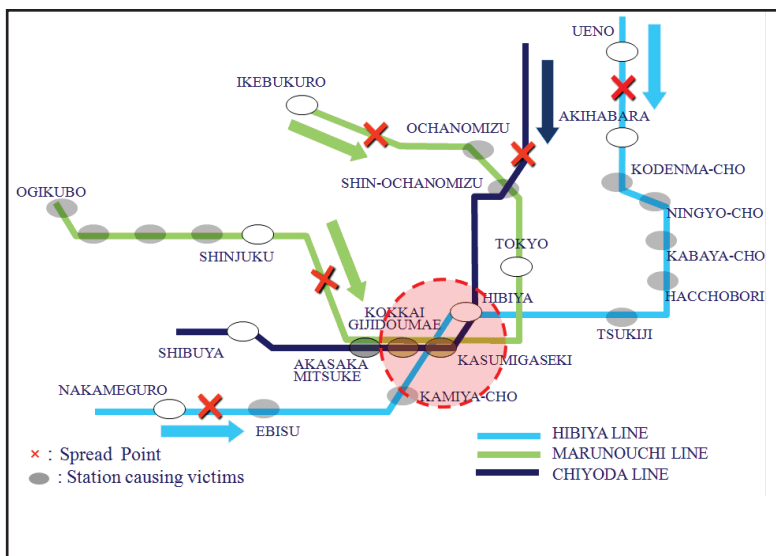 UENO
IKEBUKURO
AKIHABARA
OCHANOMIZU
KODENMA-CHO
SHIN-OCHANOMIZU
OGIKUBO
NINGYO-CHO
TOKYO
KABAYA-CHO
SHINJUKU
HACCHOBORI
HIBIYA
KOKKAI
GIJIDOUMAE
TSUKIJI
SHIBUYA
AKASAKA
MITSUKE
KASUMIGASEKI
NAKAMEGURO
KAMIYA-CHO
EBISU
× : Spread Point
: Station causing victims
HIBIYA LINE
MARUNOUCHI LINE
CHIYODA LINE